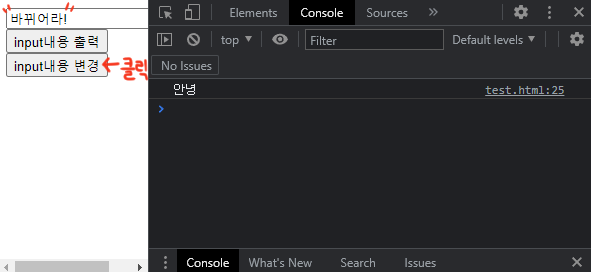 "바뀌어라!"
input내용 출력
input내용 변경 ← 클릭
Elements Console Sources »
top ▾ Filter Default levels ▾
No Issues
안녕 test.html:25
>
Console What's New Search Issues